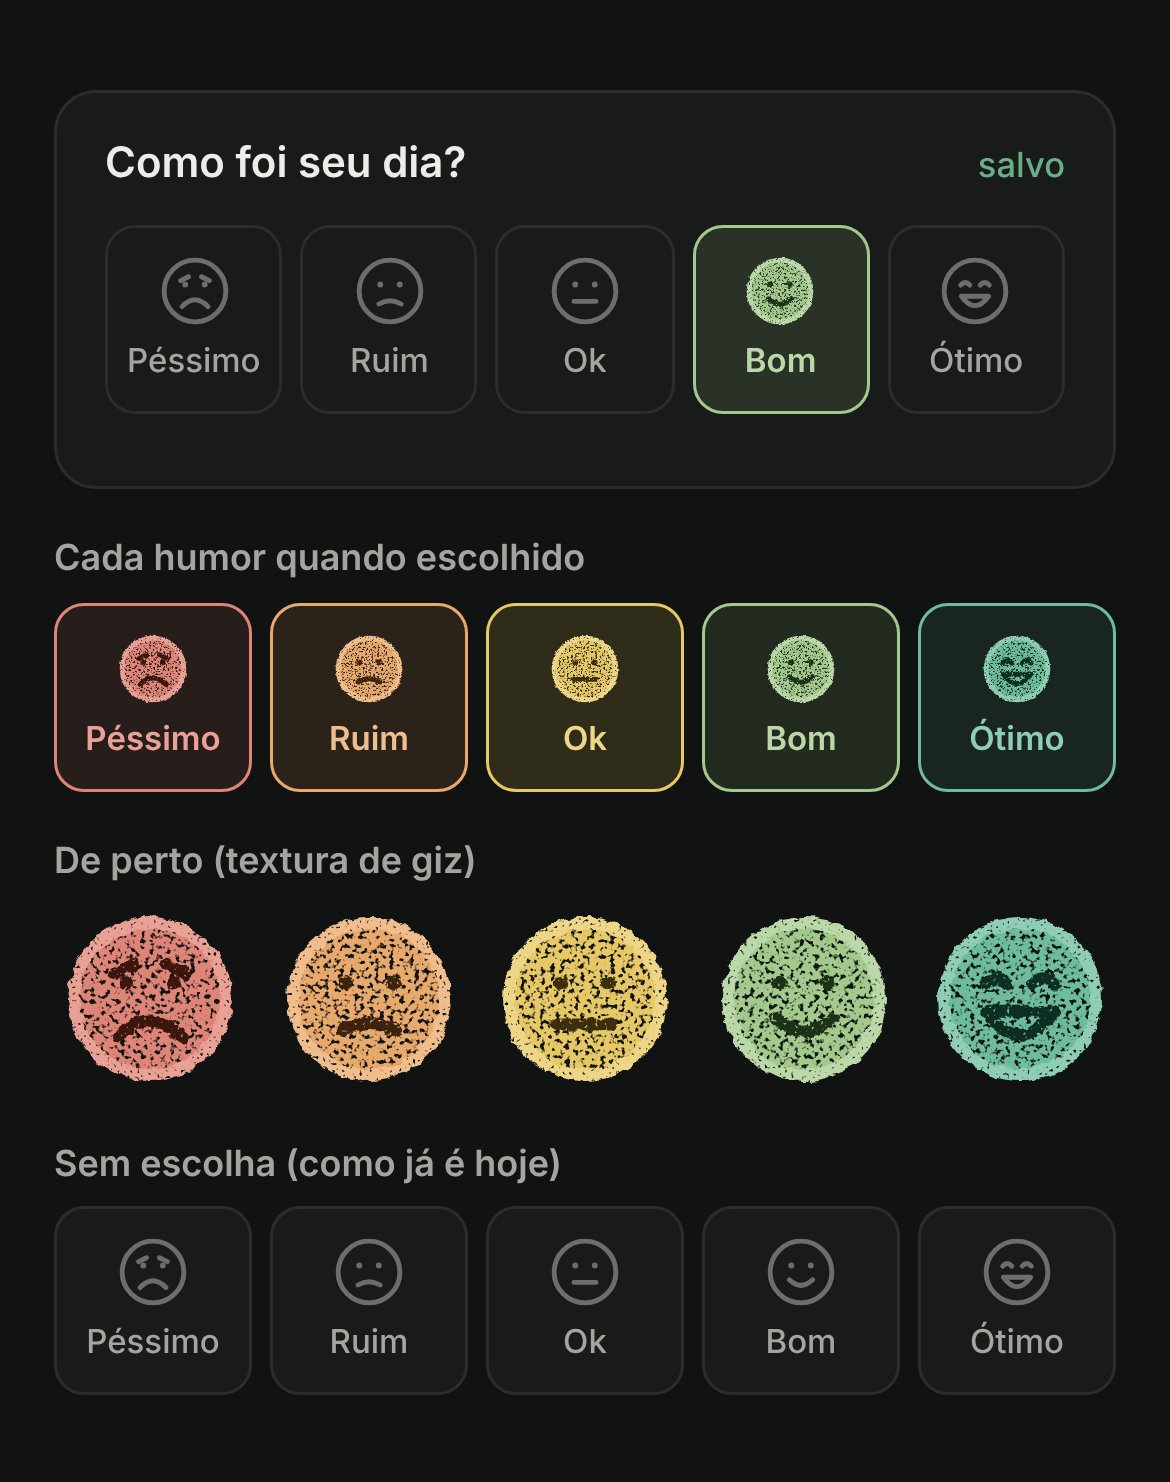 Como foi seu dia?
salvo
Péssimo Ruim Ok Bom Ótimo
Cada humor quando escolhido
Péssimo Ruim Ok Bom Ótimo
De perto (textura de giz)
Sem escolha (como já é hoje)
Péssimo Ruim Ok Bom Ótimo